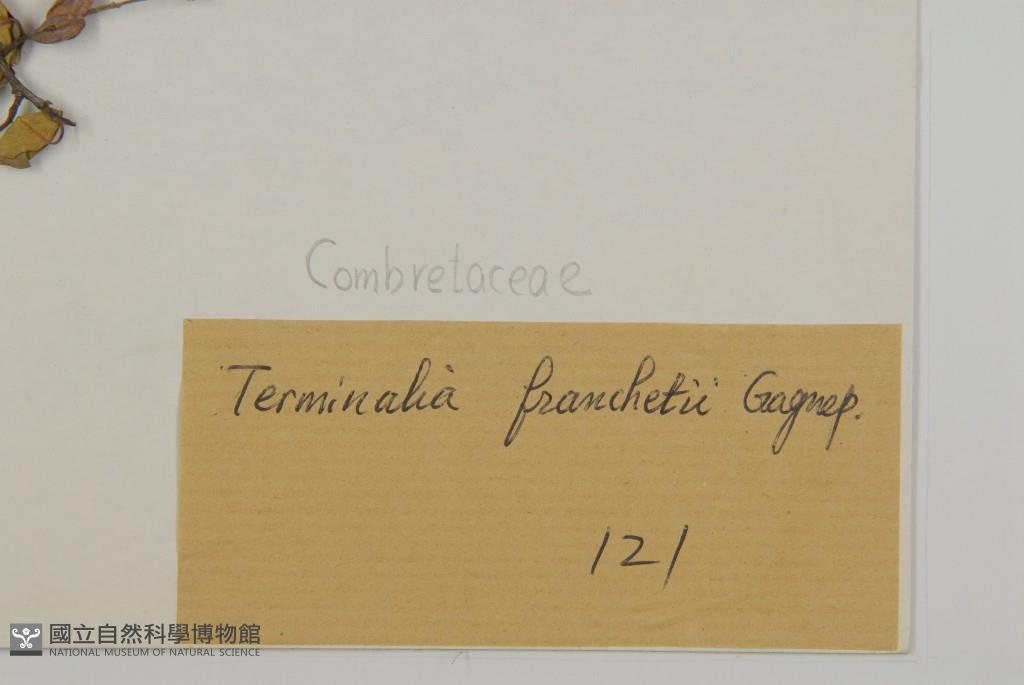 Combretaceae
Terminalia franchetii Gagnep.
121
國立自然科學博物館
NATIONAL MUSEUM OF NATURAL SCIENCE